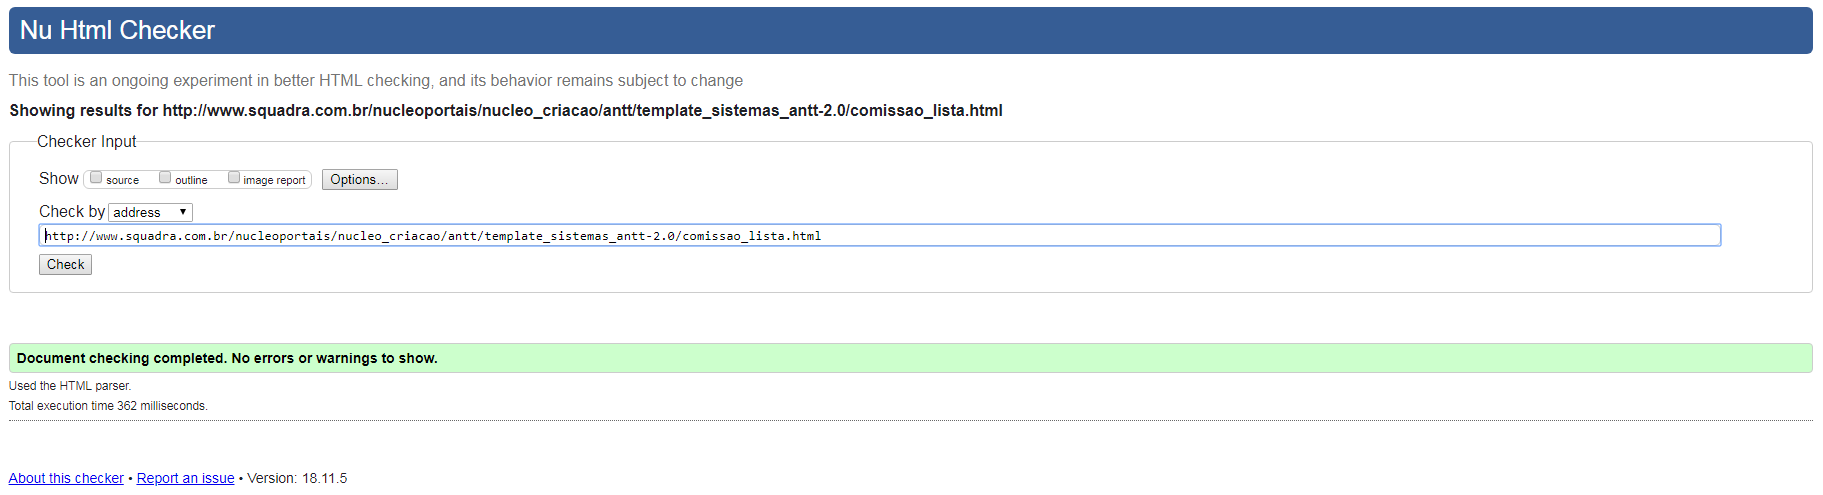 Nu Html Checker
This tool is an ongoing experiment in better HTML checking, and its behavior remains subject to change
Showing results for http://www.squadra.com.br/nucleoportais/nucleo_criacao/antt/template_sistemas_antt-2.0/comissao_lista.html
Checker Input
Show source outline image report Options...
Check by address
http://www.squadra.com.br/nucleoportais/nucleo_criacao/antt/template_sistemas_antt-2.0/comissao_lista.html
Check
Document checking completed. No errors or warnings to show.
Used the HTML parser.
Total execution time 362 milliseconds.
About this checker • Report an issue • Version: 18.11.5